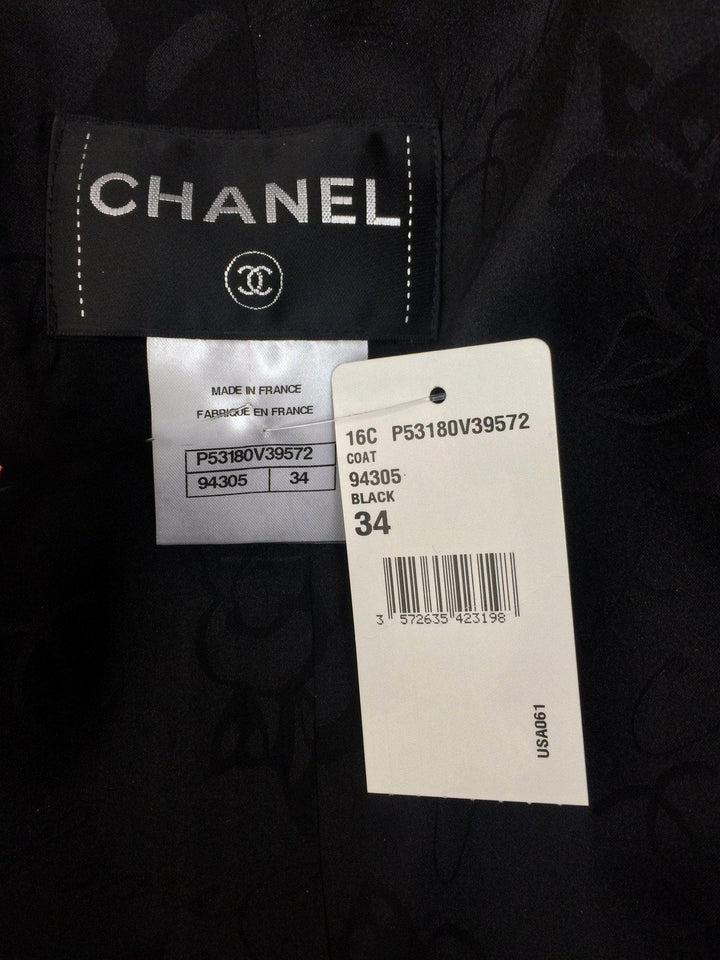 CHANEL
MADE IN FRANCE
FABRIQUÉ EN FRANCE
P53180V39572
94305 34
16C P53180V39572
COAT
94305
BLACK
34
3 572635 423198
USA061